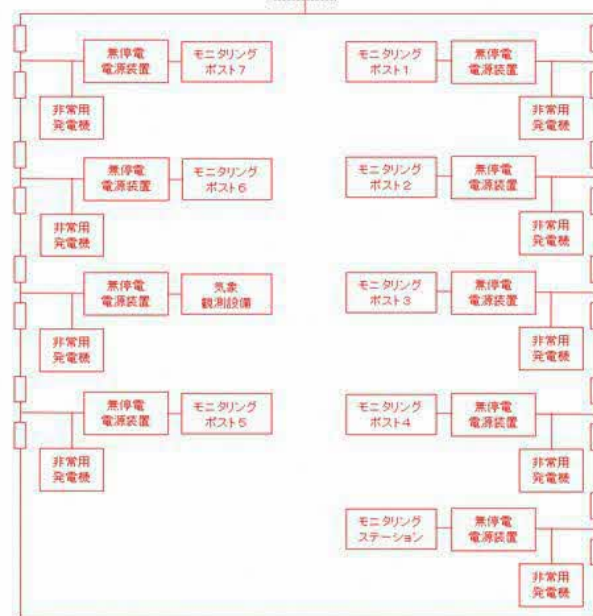 無停電
電源装置
モニタリング
ポスト7
非常用
発電機
モニタリング
ポスト1
無停電
電源装置
非常用
発電機
無停電
電源装置
モニタリング
ポスト6
非常用
発電機
モニタリング
ポスト2
無停電
電源装置
非常用
発電機
無停電
電源装置
気象
観測設備
非常用
発電機
モニタリング
ポスト3
無停電
電源装置
非常用
発電機
無停電
電源装置
モニタリング
ポスト5
非常用
発電機
モニタリング
ポスト4
無停電
電源装置
非常用
発電機
モニタリング
ステーション
無停電
電源装置
非常用
発電機